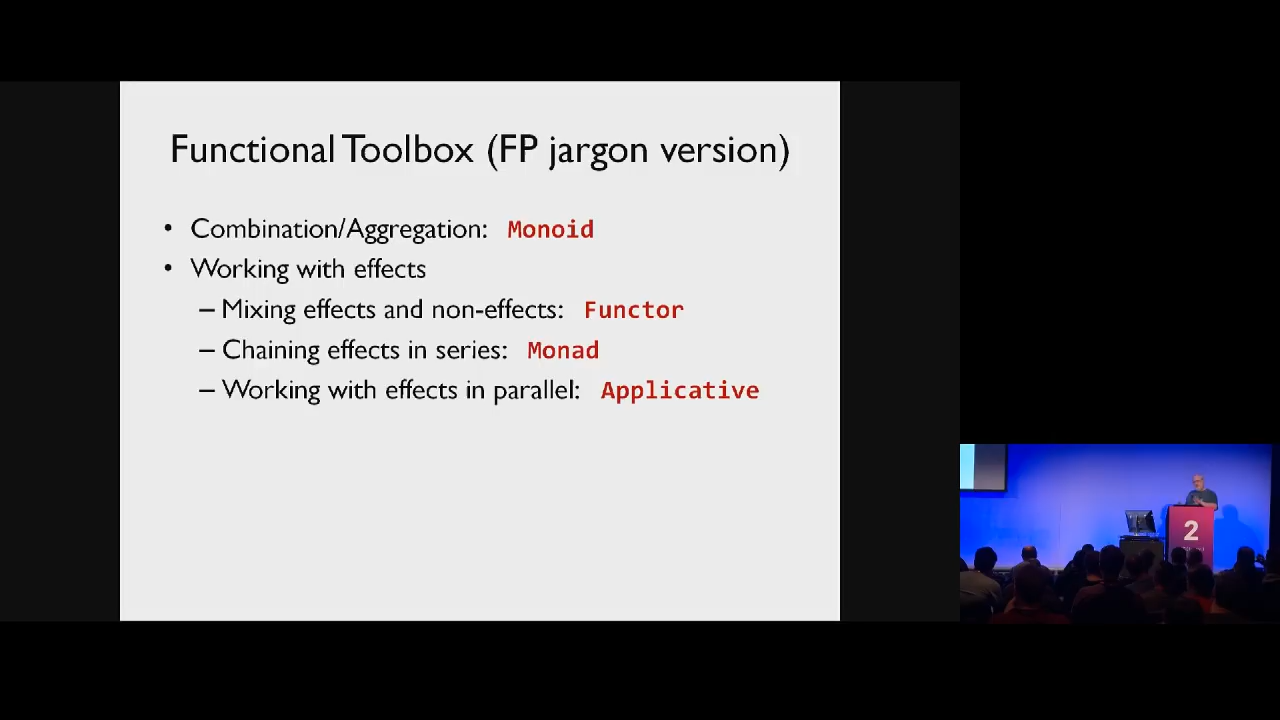 Functional Toolbox (FP jargon version)
• Combination/Aggregation: Monoid
• Working with effects
– Mixing effects and non-effects: Functor
– Chaining effects in series: Monad
– Working with effects in parallel: Applicative
2